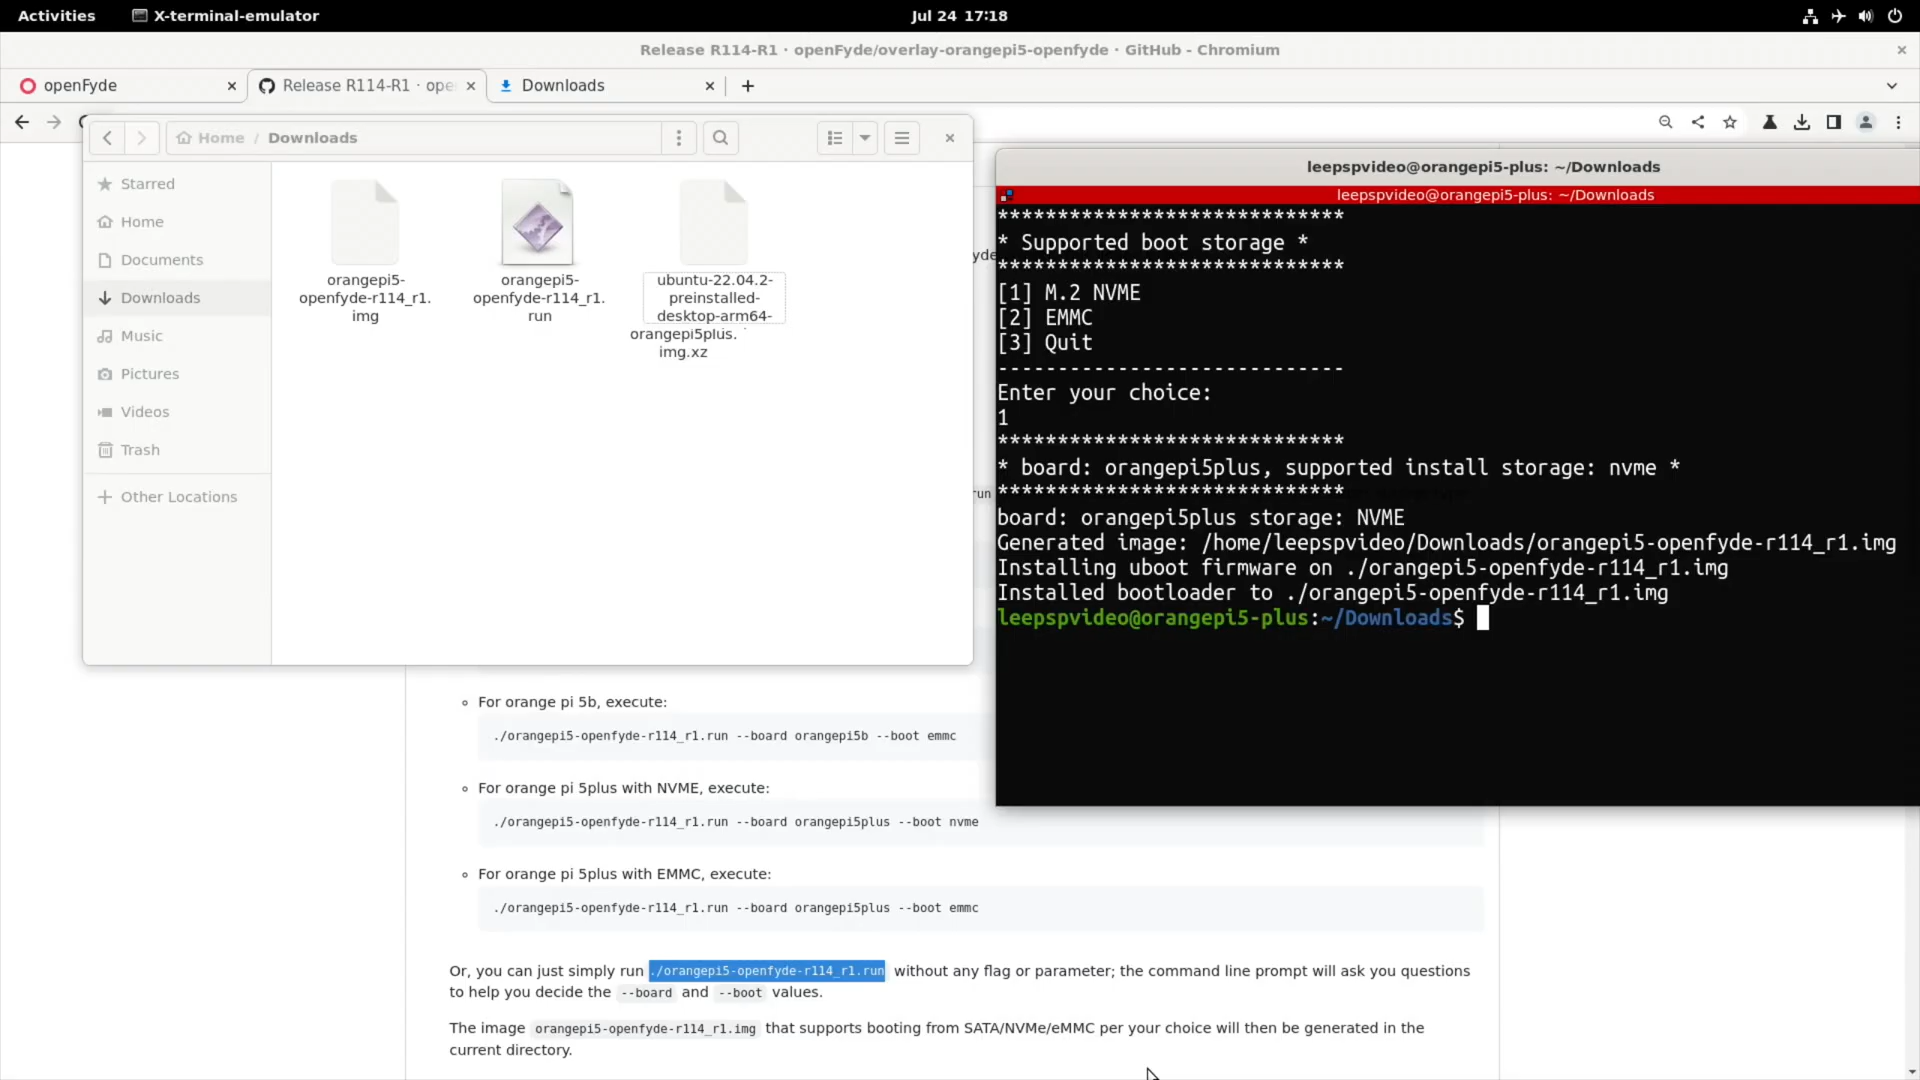 Activities
X-terminal-emulator
Jul 24 17:18
Release R114-R1 · openFyde/overlay-orangepi5-openfyde · GitHub - Chromium
openFyde
Release R114-R1 · ope
Downloads
Home / Downloads
Starred
Home
Documents
Downloads
Music
Pictures
Videos
Trash
Other Locations
orangepi5-
openfyde-r114_r1.
img
orangepi5-
openfyde-r114_r1.
run
ubuntu-22.04.2-
preinstalled-
desktop-arm64-
orangepi5plus.
img.xz
yde
run
leepspvideo@orangepi5-plus: ~/Downloads
leepspvideo@orangepi5-plus: ~/Downloads
*****************************
* Supported boot storage *
*****************************
[1] M.2 NVME
[2] EMMC
[3] Quit
-----------------------------
Enter your choice:
1
*****************************
* board: orangepi5plus, supported install storage: nvme *
*****************************
board: orangepi5plus storage: NVME
Generated image: /home/leepspvideo/Downloads/orangepi5-openfyde-r114_r1.img
Installing uboot firmware on ./orangepi5-openfyde-r114_r1.img
Installed bootloader to ./orangepi5-openfyde-r114_r1.img
leepspvideo@orangepi5-plus:~/Downloads$
For orange pi 5b, execute:
./orangepi5-openfyde-r114_r1.run --board orangepi5b --boot emmc
For orange pi 5plus with NVME, execute:
./orangepi5-openfyde-r114_r1.run --board orangepi5plus --boot nvme
For orange pi 5plus with EMMC, execute:
./orangepi5-openfyde-r114_r1.run --board orangepi5plus --boot emmc
Or, you can just simply run ./orangepi5-openfyde-r114_r1.run without any flag or parameter; the command line prompt will ask you questions
to help you decide the --board and --boot values.
The image orangepi5-openfyde-r114_r1.img that supports booting from SATA/NVMe/eMMC per your choice will then be generated in the
current directory.